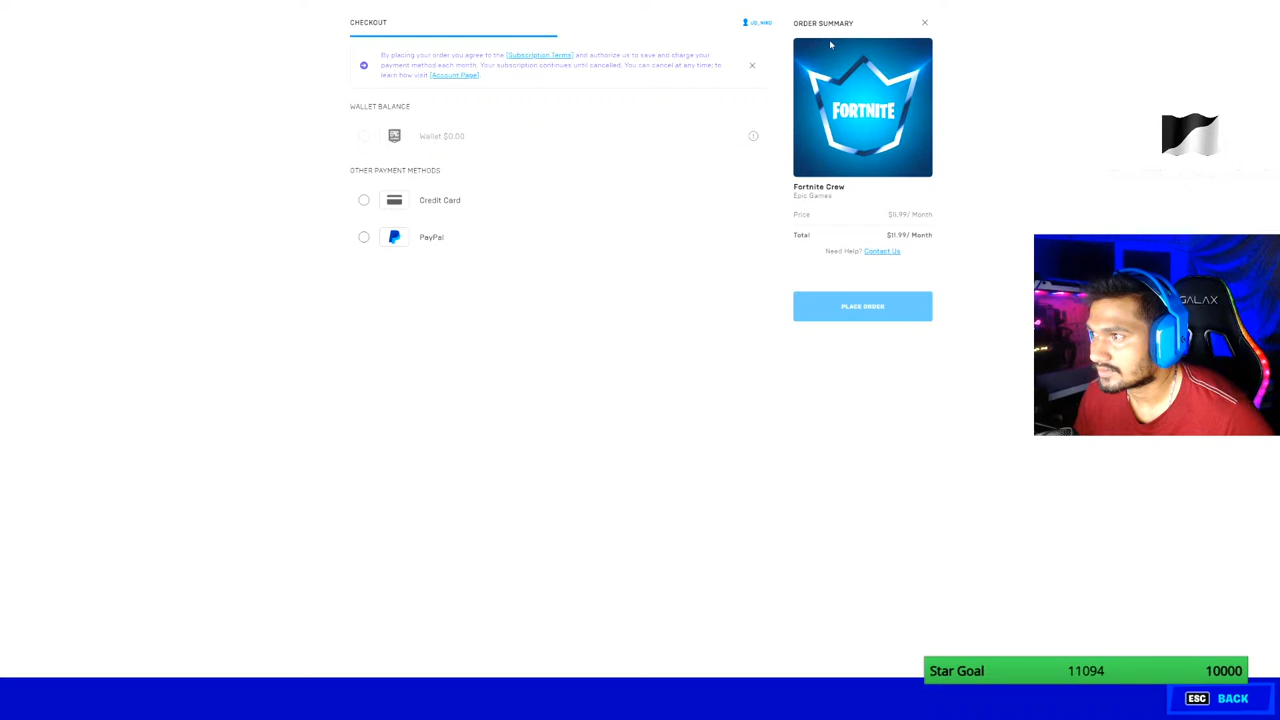 CHECKOUT
UD_NIKO
By placing your order you agree to the [Subscription Terms] and authorize us to save and charge your
payment method each month. Your subscription continues until cancelled. You can cancel at any time; to
learn how visit [Account Page].
WALLET BALANCE
EPIC
Wallet $0.00
OTHER PAYMENT METHODS
Credit Card
PayPal
ORDER SUMMARY
FORTNITE
Fortnite Crew
Epic Games
Price $11.99/ Month
Total $11.99/ Month
Need Help? Contact Us
PLACE ORDER
GALAX
Star Goal 11094 10000
ESC BACK